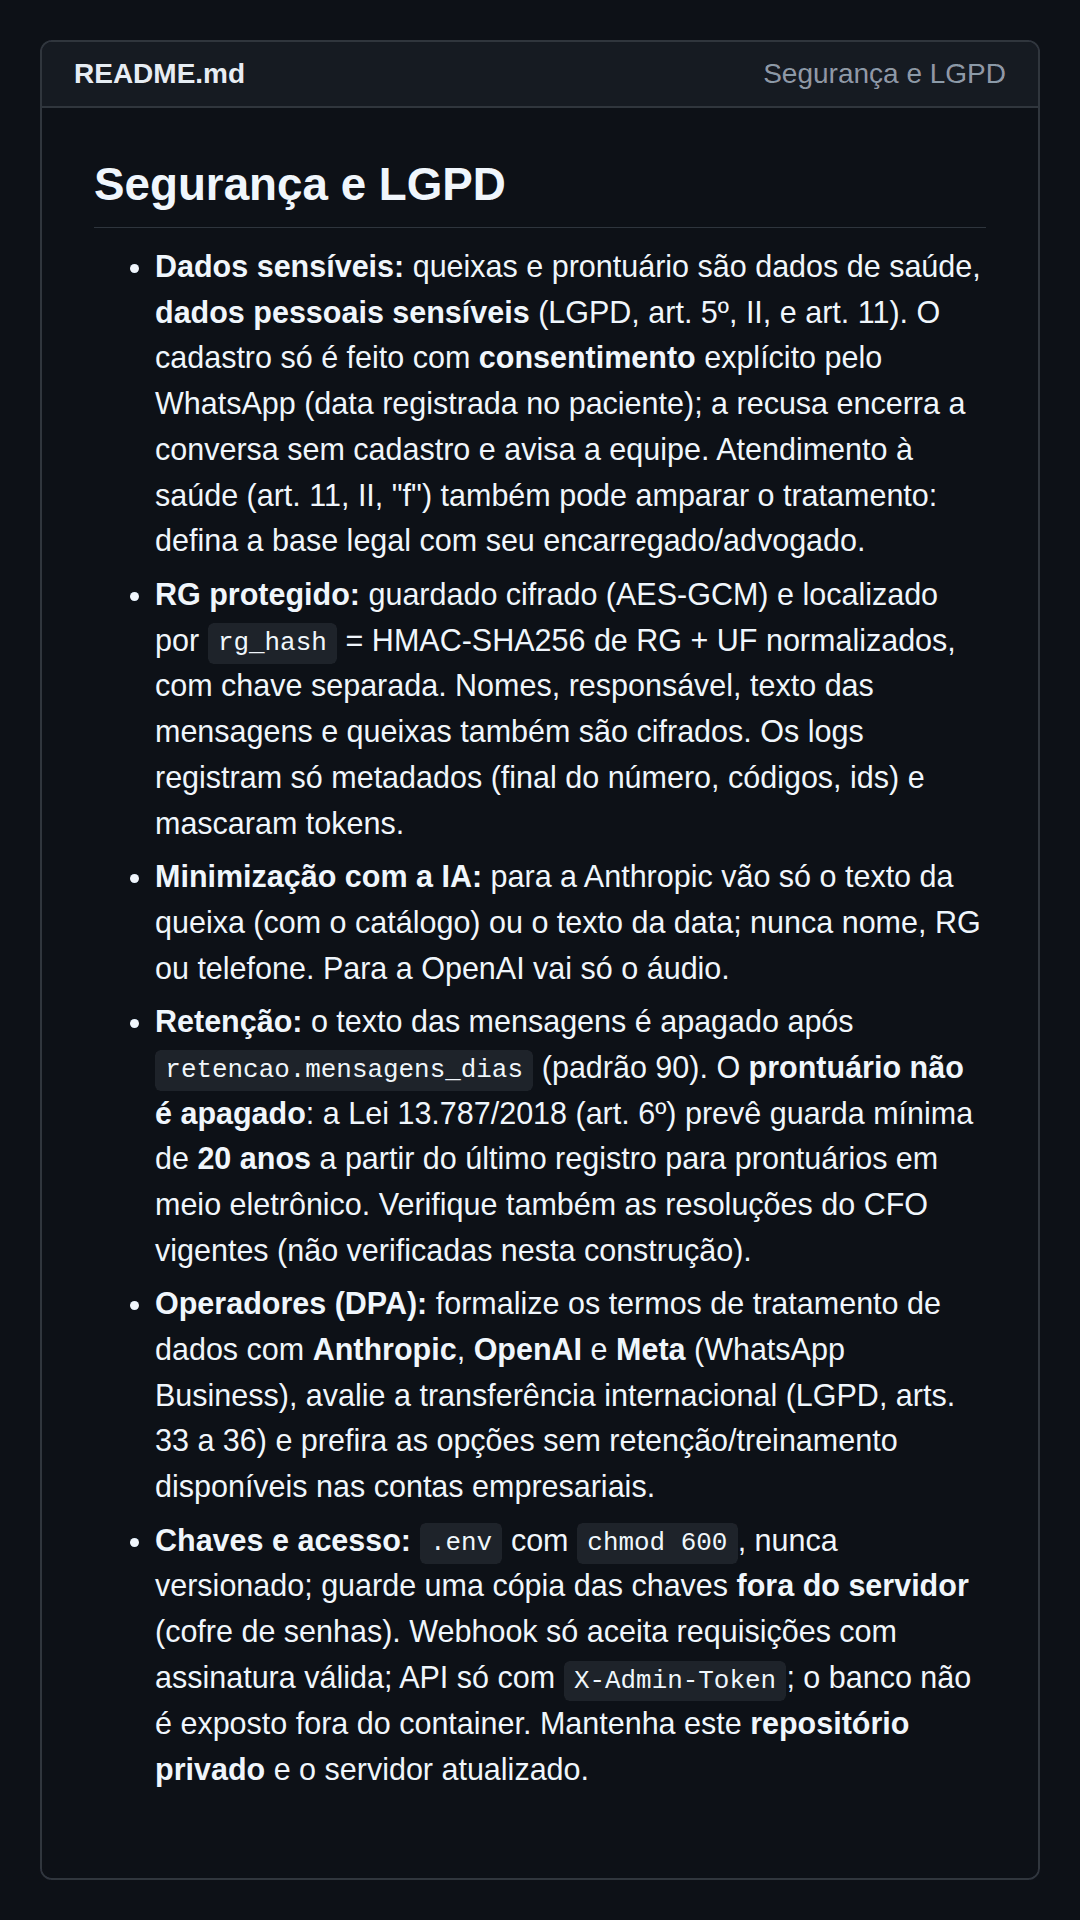 README.md
Segurança e LGPD
Segurança e LGPD
• Dados sensíveis: queixas e prontuário são dados de saúde,
dados pessoais sensíveis (LGPD, art. 5º, II, e art. 11). O
cadastro só é feito com consentimento explícito pelo
WhatsApp (data registrada no paciente); a recusa encerra a
conversa sem cadastro e avisa a equipe. Atendimento à
saúde (art. 11, II, "f") também pode amparar o tratamento:
defina a base legal com seu encarregado/advogado.
• RG protegido: guardado cifrado (AES-GCM) e localizado
por rg_hash = HMAC-SHA256 de RG + UF normalizados,
com chave separada. Nomes, responsável, texto das
mensagens e queixas também são cifrados. Os logs
registram só metadados (final do número, códigos, ids) e
mascaram tokens.
• Minimização com a IA: para a Anthropic vão só o texto da
queixa (com o catálogo) ou o texto da data; nunca nome, RG
ou telefone. Para a OpenAI vai só o áudio.
• Retenção: o texto das mensagens é apagado após
retencao.mensagens_dias (padrão 90). O prontuário não
é apagado: a Lei 13.787/2018 (art. 6º) prevê guarda mínima
de 20 anos a partir do último registro para prontuários em
meio eletrônico. Verifique também as resoluções do CFO
vigentes (não verificadas nesta construção).
• Operadores (DPA): formalize os termos de tratamento de
dados com Anthropic, OpenAI e Meta (WhatsApp
Business), avalie a transferência internacional (LGPD, arts.
33 a 36) e prefira as opções sem retenção/treinamento
disponíveis nas contas empresariais.
• Chaves e acesso: .env com chmod 600, nunca
versionado; guarde uma cópia das chaves fora do servidor
(cofre de senhas). Webhook só aceita requisições com
assinatura válida; API só com X-Admin-Token; o banco não
é exposto fora do container. Mantenha este repositório
privado e o servidor atualizado.